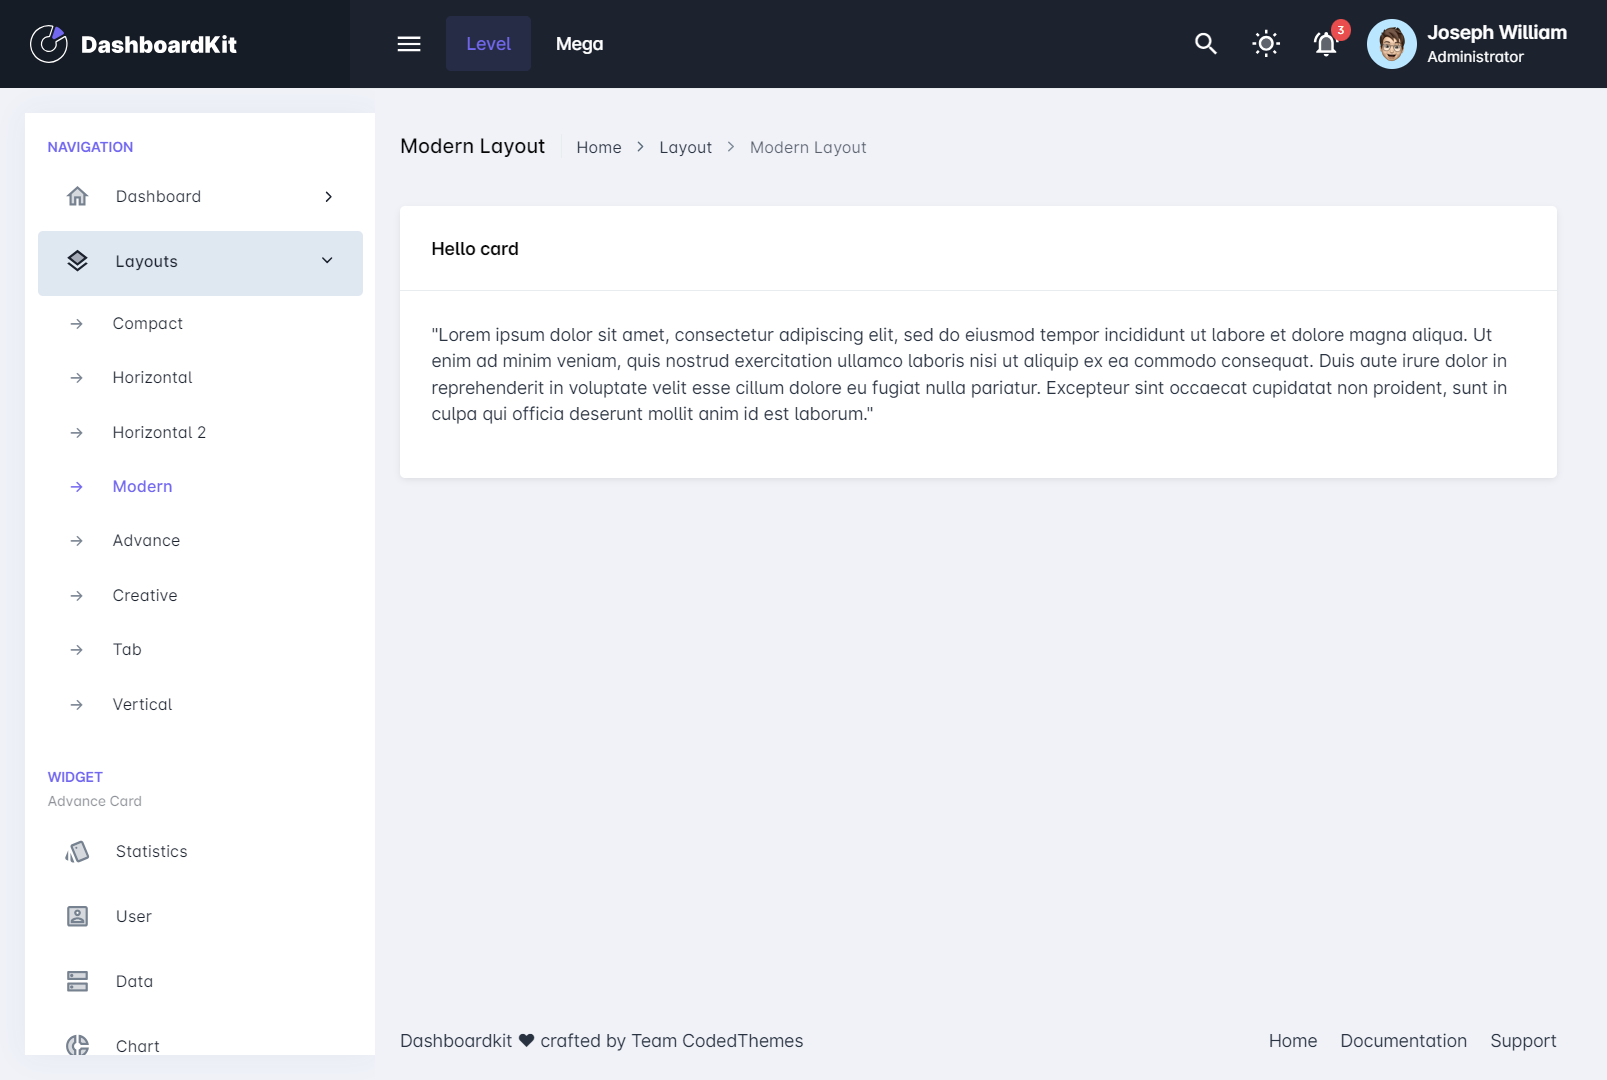 DashboardKit
Level
Mega
3
Joseph William
Administrator
NAVIGATION
Dashboard
Layouts
Compact
Horizontal
Horizontal 2
Modern
Advance
Creative
Tab
Vertical
WIDGET
Advance Card
Statistics
User
Data
Chart
Modern Layout
Home > Layout > Modern Layout
Hello card
"Lorem ipsum dolor sit amet, consectetur adipiscing elit, sed do eiusmod tempor incididunt ut labore et dolore magna aliqua. Ut
enim ad minim veniam, quis nostrud exercitation ullamco laboris nisi ut aliquip ex ea commodo consequat. Duis aute irure dolor in
reprehenderit in voluptate velit esse cillum dolore eu fugiat nulla pariatur. Excepteur sint occaecat cupidatat non proident, sunt in
culpa qui officia deserunt mollit anim id est laborum."
Dashboardkit ♥ crafted by Team CodedThemes
Home
Documentation
Support